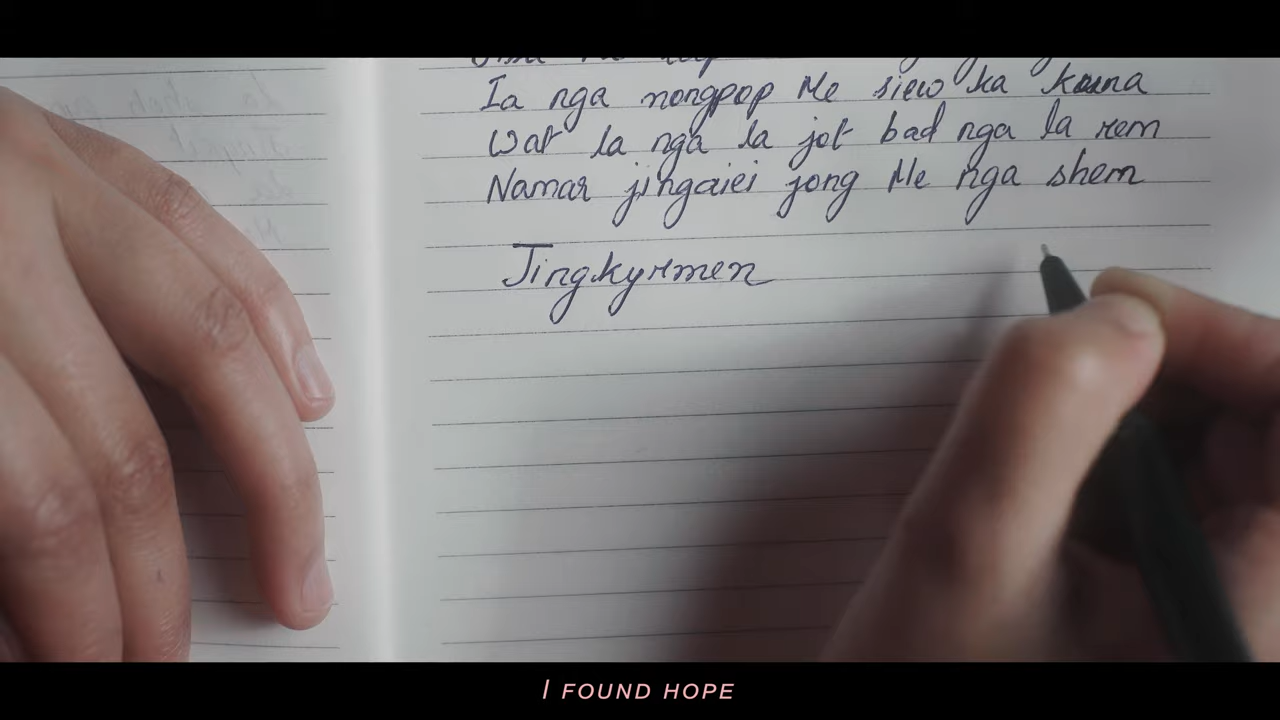 Ia nga nongpop Me siew ka kuna
Wat la nga la jot bad nga la rem
Namar jingaiei jong Me nga shem
Jingkyrmen
I FOUND HOPE